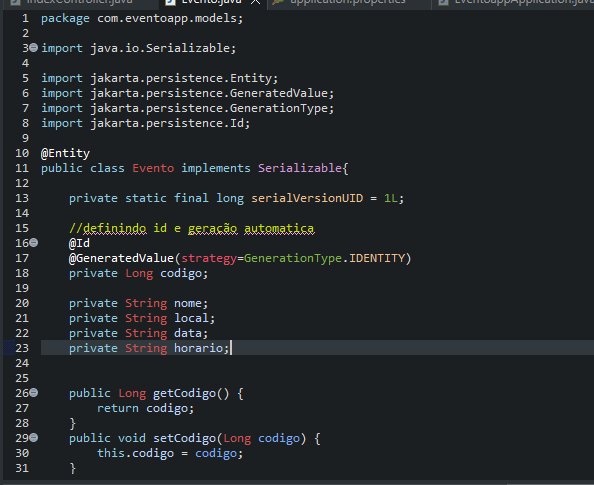 IndexController.java Evento.java application.properties EventoappApplication.java
1 package com.eventoapp.models;
2
3 import java.io.Serializable;
4
5 import jakarta.persistence.Entity;
6 import jakarta.persistence.GeneratedValue;
7 import jakarta.persistence.GenerationType;
8 import jakarta.persistence.Id;
9
10 @Entity
11 public class Evento implements Serializable{
12
13 private static final long serialVersionUID = 1L;
14
15 //definindo id e geração automatica
16 @Id
17 @GeneratedValue(strategy=GenerationType.IDENTITY)
18 private Long codigo;
19
20 private String nome;
21 private String local;
22 private String data;
23 private String horario;
24
25
26 public Long getCodigo() {
27 return codigo;
28 }
29 public void setCodigo(Long codigo) {
30 this.codigo = codigo;
31 }